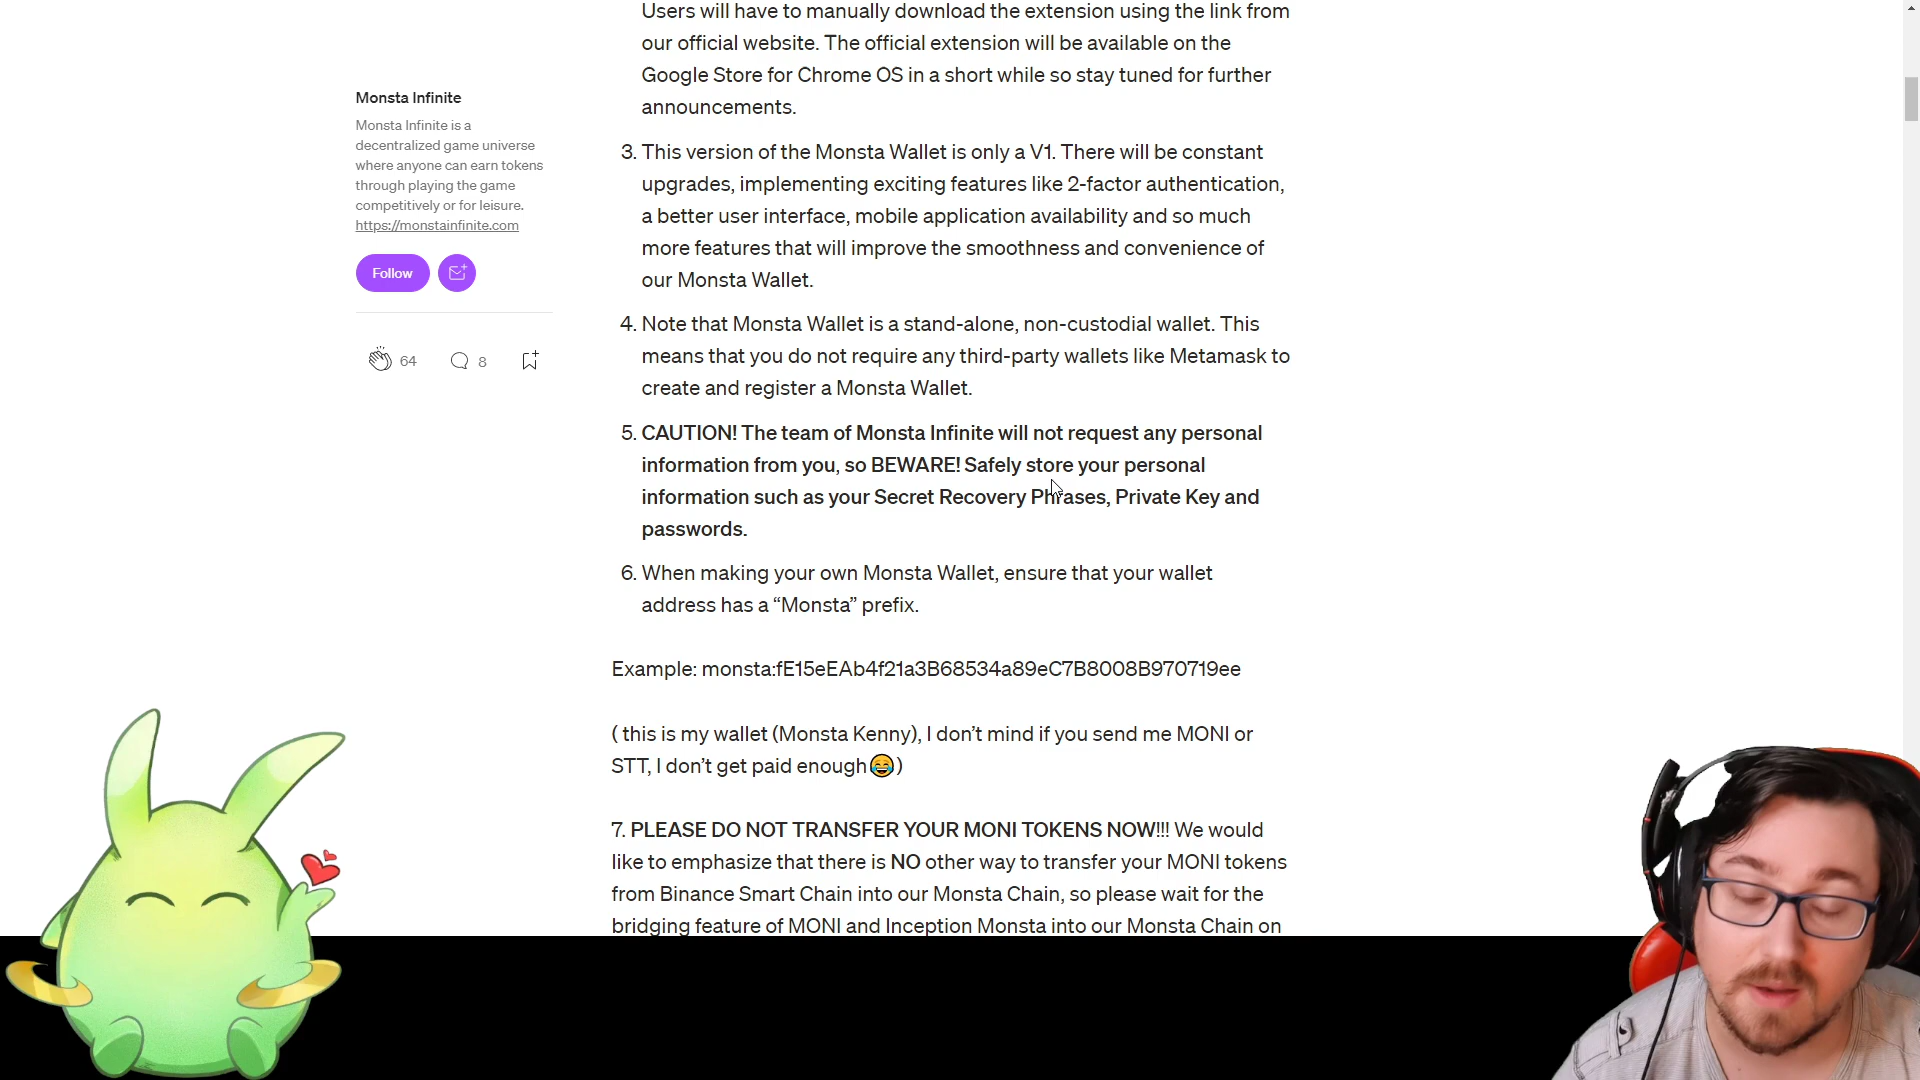 Users will have to manually download the extension using the link from
our official website. The official extension will be available on the
Google Store for Chrome OS in a short while so stay tuned for further
announcements.
Monsta Infinite
Monsta Infinite is a
decentralized game universe
where anyone can earn tokens
through playing the game
competitively or for leisure.
https://monstainfinite.com
Follow
64
8
3. This version of the Monsta Wallet is only a V1. There will be constant
upgrades, implementing exciting features like 2-factor authentication,
a better user interface, mobile application availability and so much
more features that will improve the smoothness and convenience of
our Monsta Wallet.
4. Note that Monsta Wallet is a stand-alone, non-custodial wallet. This
means that you do not require any third-party wallets like Metamask to
create and register a Monsta Wallet.
5. CAUTION! The team of Monsta Infinite will not request any personal
information from you, so BEWARE! Safely store your personal
information such as your Secret Recovery Phrases, Private Key and
passwords.
6. When making your own Monsta Wallet, ensure that your wallet
address has a “Monsta” prefix.
Example: monsta:fE15eEAb4f21a3B68534a89eC7B8008B970719ee
( this is my wallet (Monsta Kenny), I don’t mind if you send me MONI or
STT, I don’t get paid enough😂)
7. PLEASE DO NOT TRANSFER YOUR MONI TOKENS NOW!!! We would
like to emphasize that there is NO other way to transfer your MONI tokens
from Binance Smart Chain into our Monsta Chain, so please wait for the
bridging feature of MONI and Inception Monsta into our Monsta Chain on